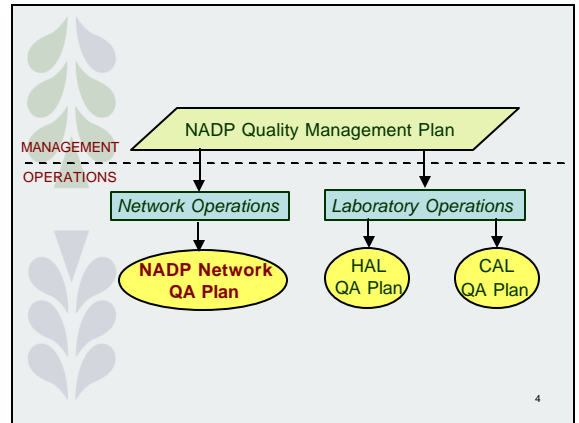 NADP Quality Management Plan
MANAGEMENT
OPERATIONS
Network Operations
Laboratory Operations
NADP Network
QA Plan
HAL
QA Plan
CAL
QA Plan
4